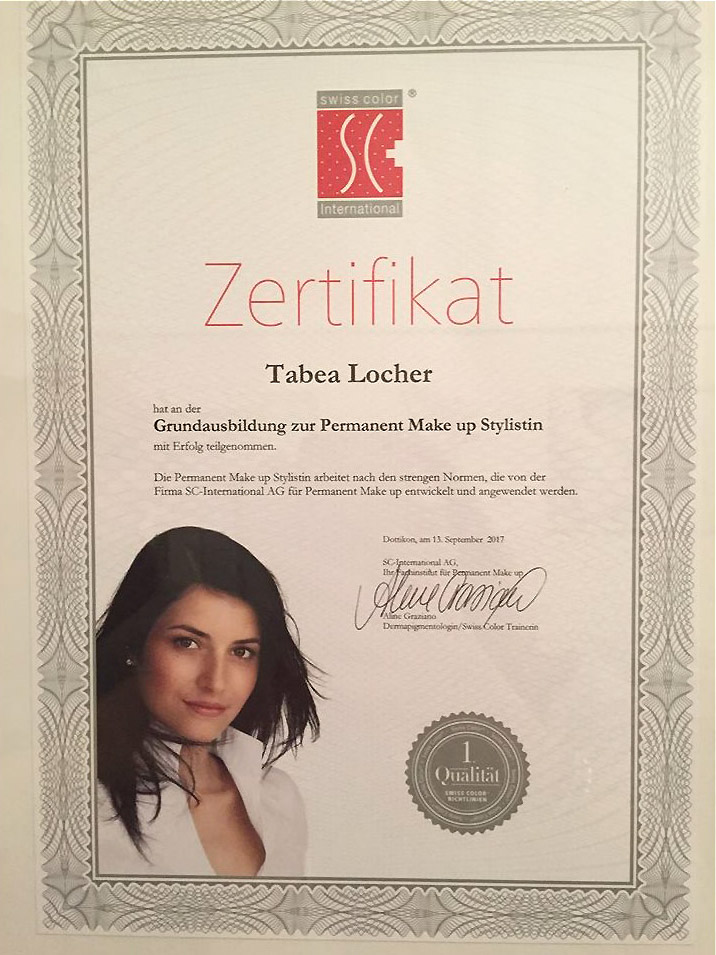 swiss color ®
SC
International
Zertifikat
Tabea Locher
hat an der
Grundausbildung zur Permanent Make up Stylistin
mit Erfolg teilgenommen.
Die Permanent Make up Stylistin arbeitet nach den strengen Normen, die von der
Firma SC-International AG für Permanent Make up entwickelt und angewendet werden.
Dottikon, am 13. September 2017
SC-International AG,
Ihr Fachinstitut für Permanent Make up
Aline Graziano
Aline Graziano
Dermapigmentologin/Swiss Color Trainerin
1.
Qualität
SWISS COLOR
RICHTLINIEN